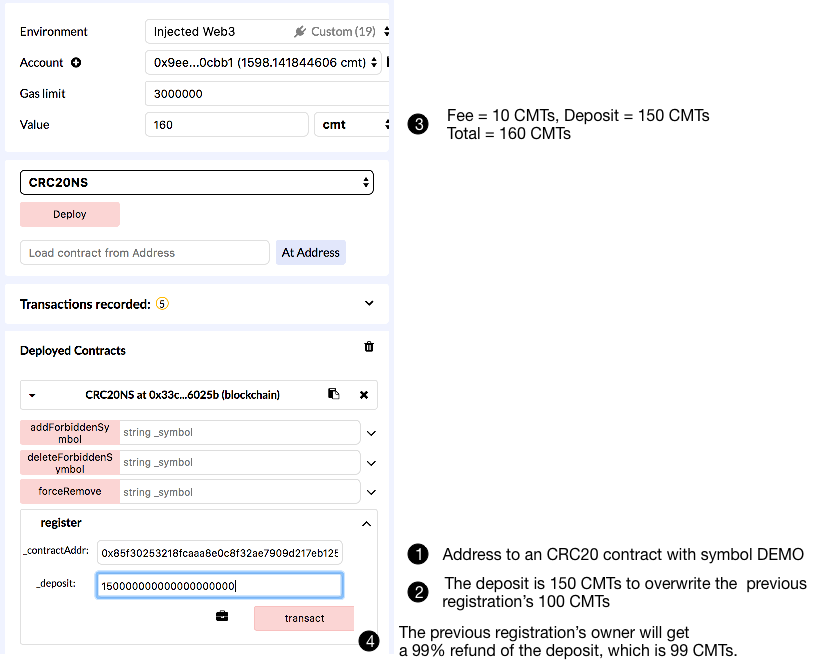 Environment
Injected Web3
Custom (19)
Account
0x9ee...0cbb1 (1598.141844606 cmt)
Gas limit
3000000
Value
160
cmt
3
Fee = 10 CMTs, Deposit = 150 CMTs
Total = 160 CMTs
CRC20NS
Deploy
Load contract from Address
At Address
Transactions recorded: 5
Deployed Contracts
CRC20NS at 0x33c...6025b (blockchain)
addForbiddenSy
mbol
string _symbol
deleteForbiddenS
ymbol
string _symbol
forceRemove
string _symbol
register
_contractAddr:
0x85f30253218fcaaa8e0c8f32ae7909d217eb125
1
Address to an CRC20 contract with symbol DEMO
_deposit:
150000000000000000000
2
The deposit is 150 CMTs to overwrite the previous
registration's 100 CMTs
transact
4
The previous registration's owner will get
a 99% refund of the deposit, which is 99 CMTs.